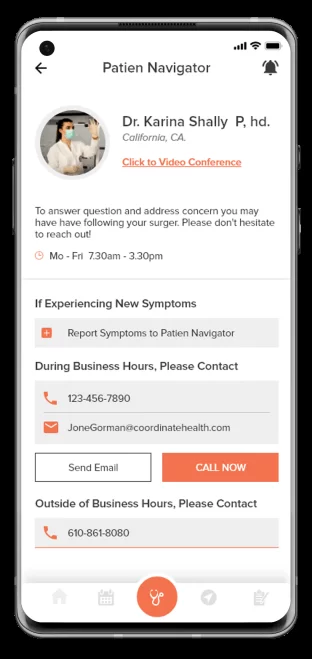 Patien Navigator
Dr. Karina Shally P, hd.
California, CA.
Click to Video Conference
To answer question and address concern you may
have have following your surger. Please don't hesitate
to reach out!
Mo - Fri 7.30am - 3.30pm
If Experiencing New Symptoms
Report Symptoms to Patien Navigator
During Business Hours, Please Contact
123-456-7890
JoneGorman@coordinatehealth.com
Send Email
CALL NOW
Outside of Business Hours, Please Contact
610-861-8080